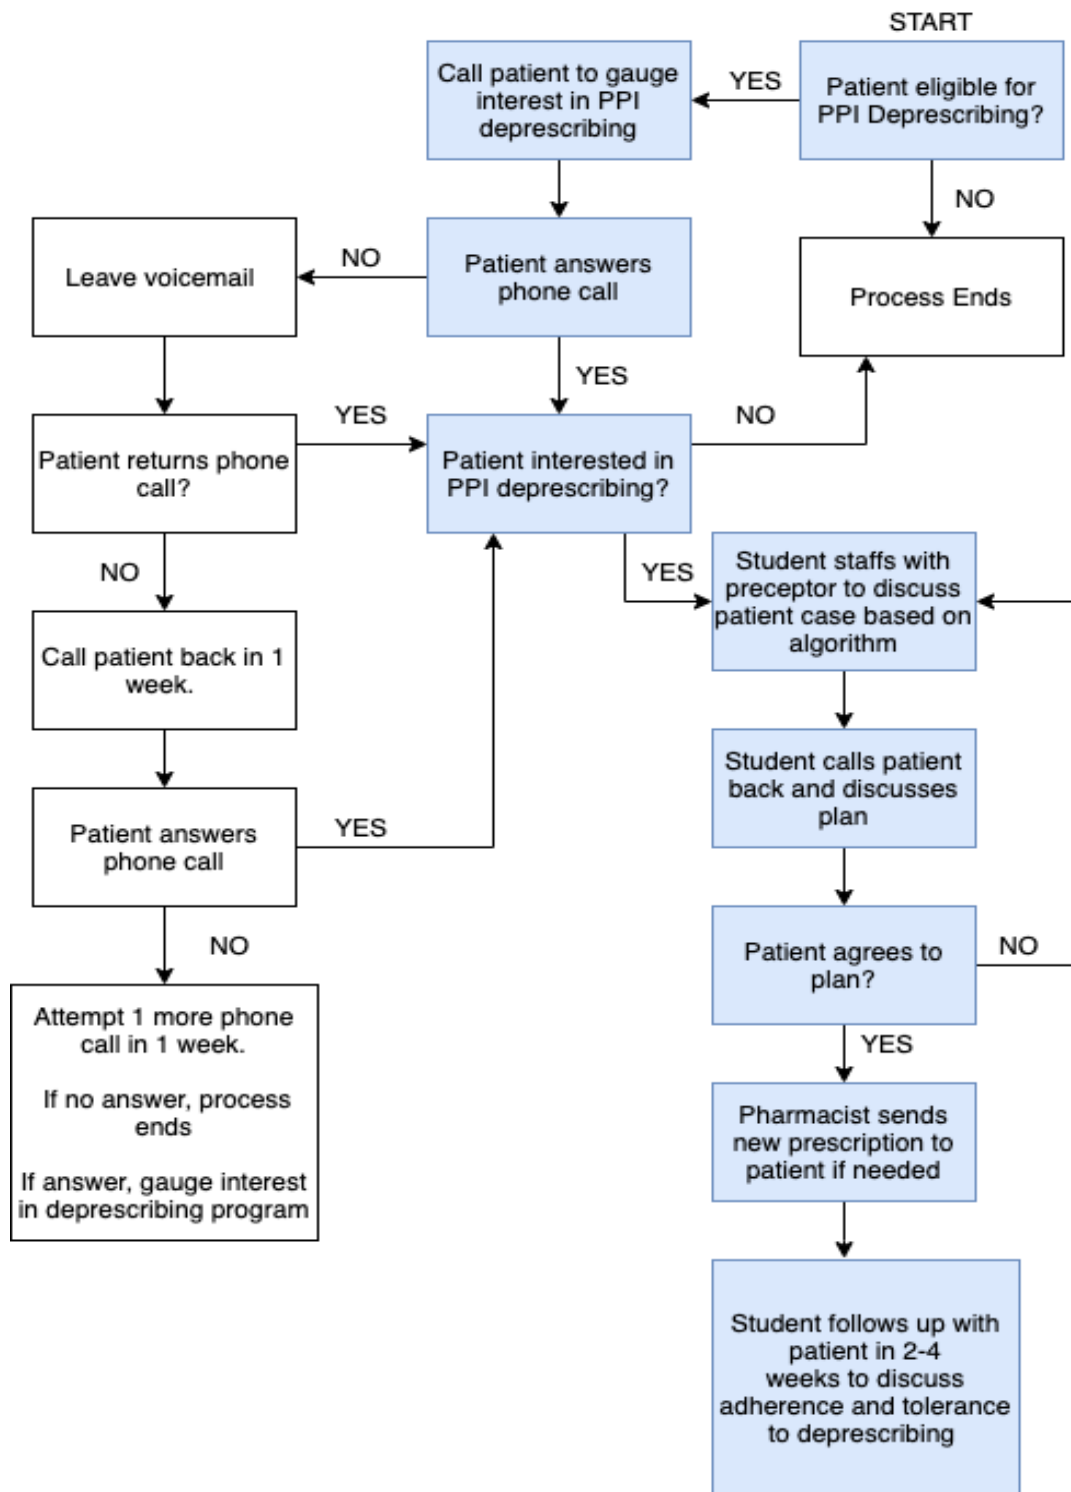 START
Patient eligible for
PPI Deprescribing?
YES
Call patient to gauge
interest in PPI
deprescribing
NO
Process Ends
Patient answers
phone call
NO
Leave voicemail
YES
Patient returns phone
call?
YES
Patient interested in
PPI deprescribing?
NO
NO
Call patient back in 1
week.
Patient answers
phone call
YES
NO
Attempt 1 more phone
call in 1 week.
If no answer, process
ends
If answer, gauge interest
in deprescribing program
YES
Student staffs with
preceptor to discuss
patient case based on
algorithm
Student calls patient
back and discusses
plan
Patient agrees to
plan?
NO
YES
Pharmacist sends
new prescription to
patient if needed
Student follows up with
patient in 2-4
weeks to discuss
adherence and tolerance
to deprescribing